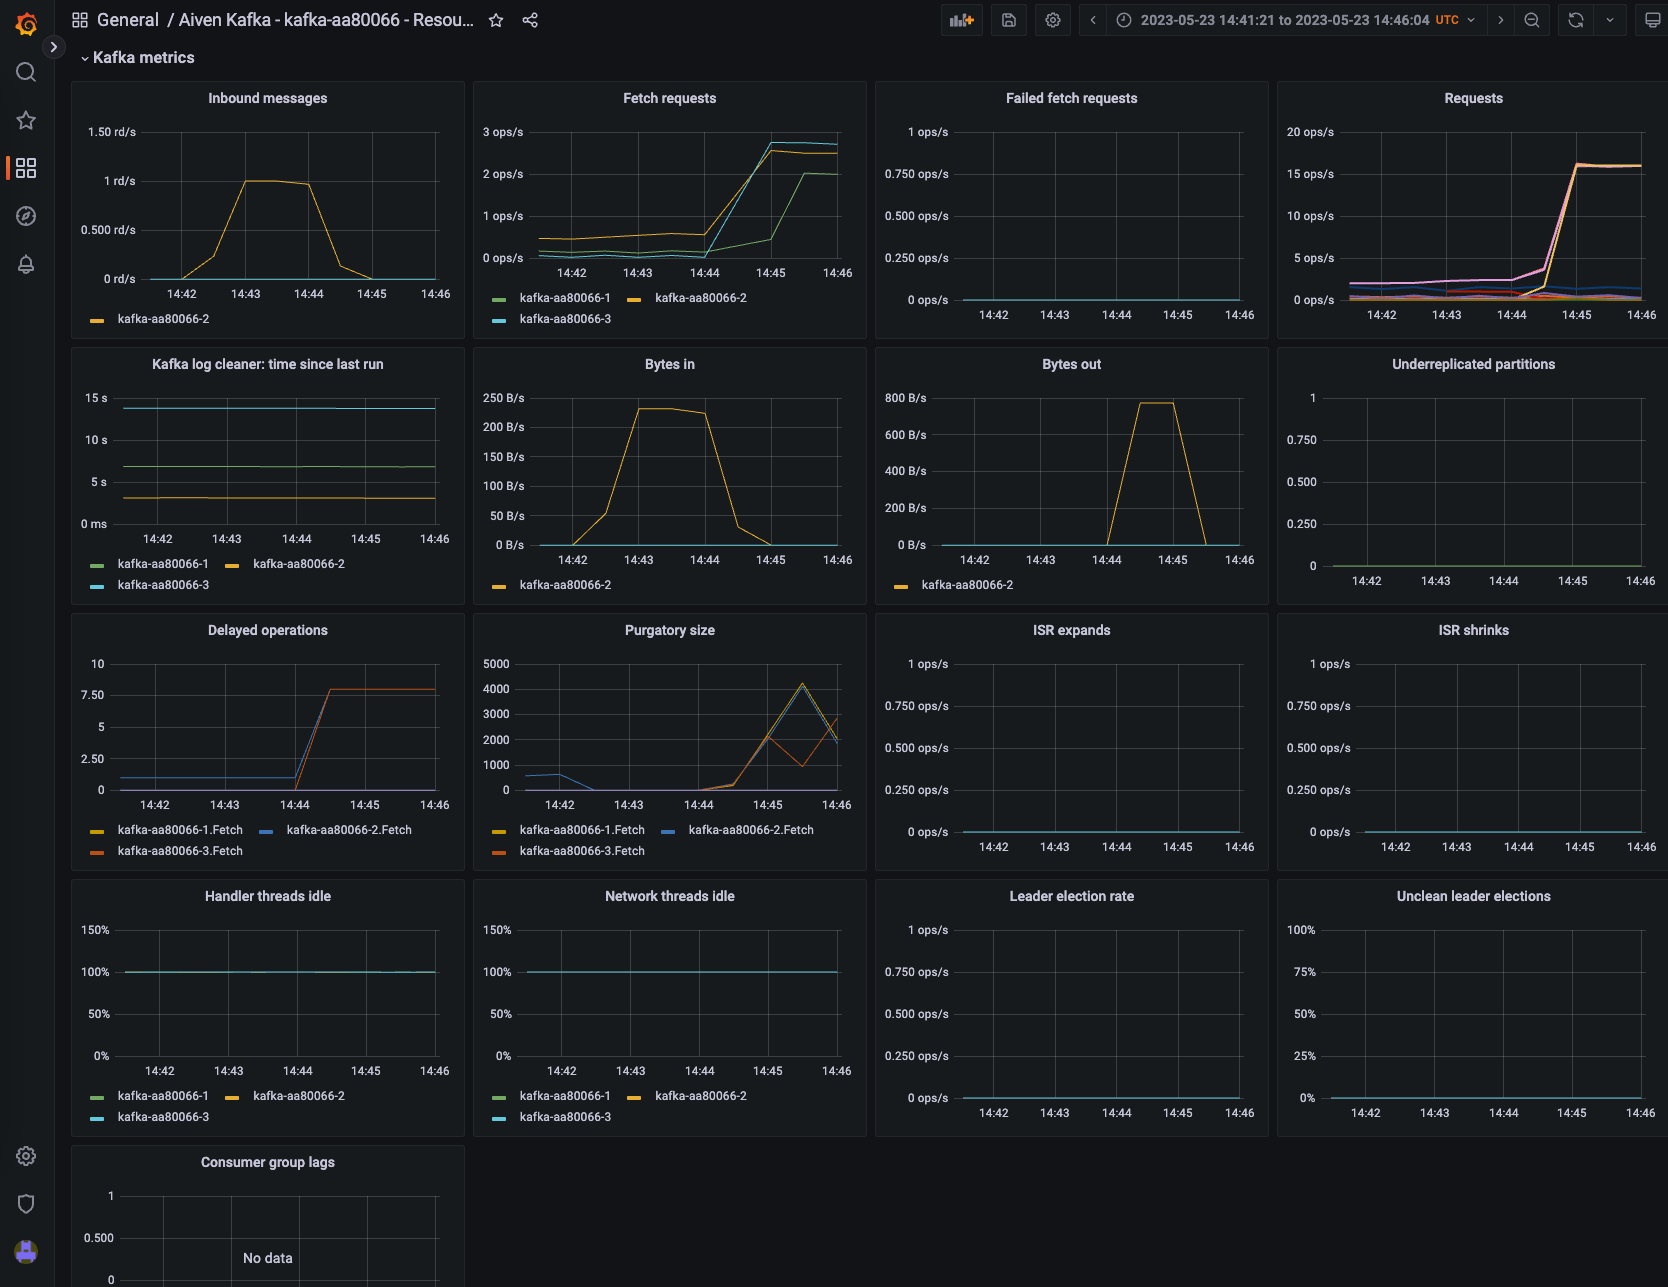 General / Aiven Kafka - kafka-aa80066 - Resou...
2023-05-23 14:41:21 to 2023-05-23 14:46:04 UTC
Kafka metrics
Inbound messages
1.50 rd/s
1 rd/s
0.500 rd/s
0 rd/s
14:42 14:43 14:44 14:45 14:46
kafka-aa80066-2
Fetch requests
3 ops/s
2 ops/s
1 ops/s
0 ops/s
14:42 14:43 14:44 14:45 14:46
kafka-aa80066-1 kafka-aa80066-2
kafka-aa80066-3
Failed fetch requests
1 ops/s
0.750 ops/s
0.500 ops/s
0.250 ops/s
0 ops/s
14:42 14:43 14:44 14:45 14:46
Requests
20 ops/s
15 ops/s
10 ops/s
5 ops/s
0 ops/s
14:42 14:43 14:44 14:45 14:46
Kafka log cleaner: time since last run
15 s
10 s
5 s
0 ms
14:42 14:43 14:44 14:45 14:46
kafka-aa80066-1 kafka-aa80066-2
kafka-aa80066-3
Bytes in
250 B/s
200 B/s
150 B/s
100 B/s
50 B/s
0 B/s
14:42 14:43 14:44 14:45 14:46
kafka-aa80066-2
Bytes out
800 B/s
600 B/s
400 B/s
200 B/s
0 B/s
14:42 14:43 14:44 14:45 14:46
kafka-aa80066-2
Underreplicated partitions
1
0.750
0.500
0.250
0
14:42 14:43 14:44 14:45 14:46
Delayed operations
10
7.50
5
2.50
0
14:42 14:43 14:44 14:45 14:46
kafka-aa80066-1.Fetch kafka-aa80066-2.Fetch
kafka-aa80066-3.Fetch
Purgatory size
5000
4000
3000
2000
1000
0
14:42 14:43 14:44 14:45 14:46
kafka-aa80066-1.Fetch kafka-aa80066-2.Fetch
kafka-aa80066-3.Fetch
ISR expands
1 ops/s
0.750 ops/s
0.500 ops/s
0.250 ops/s
0 ops/s
14:42 14:43 14:44 14:45 14:46
ISR shrinks
1 ops/s
0.750 ops/s
0.500 ops/s
0.250 ops/s
0 ops/s
14:42 14:43 14:44 14:45 14:46
Handler threads idle
150%
100%
50%
0%
14:42 14:43 14:44 14:45 14:46
kafka-aa80066-1 kafka-aa80066-2
kafka-aa80066-3
Network threads idle
150%
100%
50%
0%
14:42 14:43 14:44 14:45 14:46
kafka-aa80066-1 kafka-aa80066-2
kafka-aa80066-3
Leader election rate
1 ops/s
0.750 ops/s
0.500 ops/s
0.250 ops/s
0 ops/s
14:42 14:43 14:44 14:45 14:46
Unclean leader elections
100%
75%
50%
25%
0%
14:42 14:43 14:44 14:45 14:46
Consumer group lags
1
0.500
No data
0